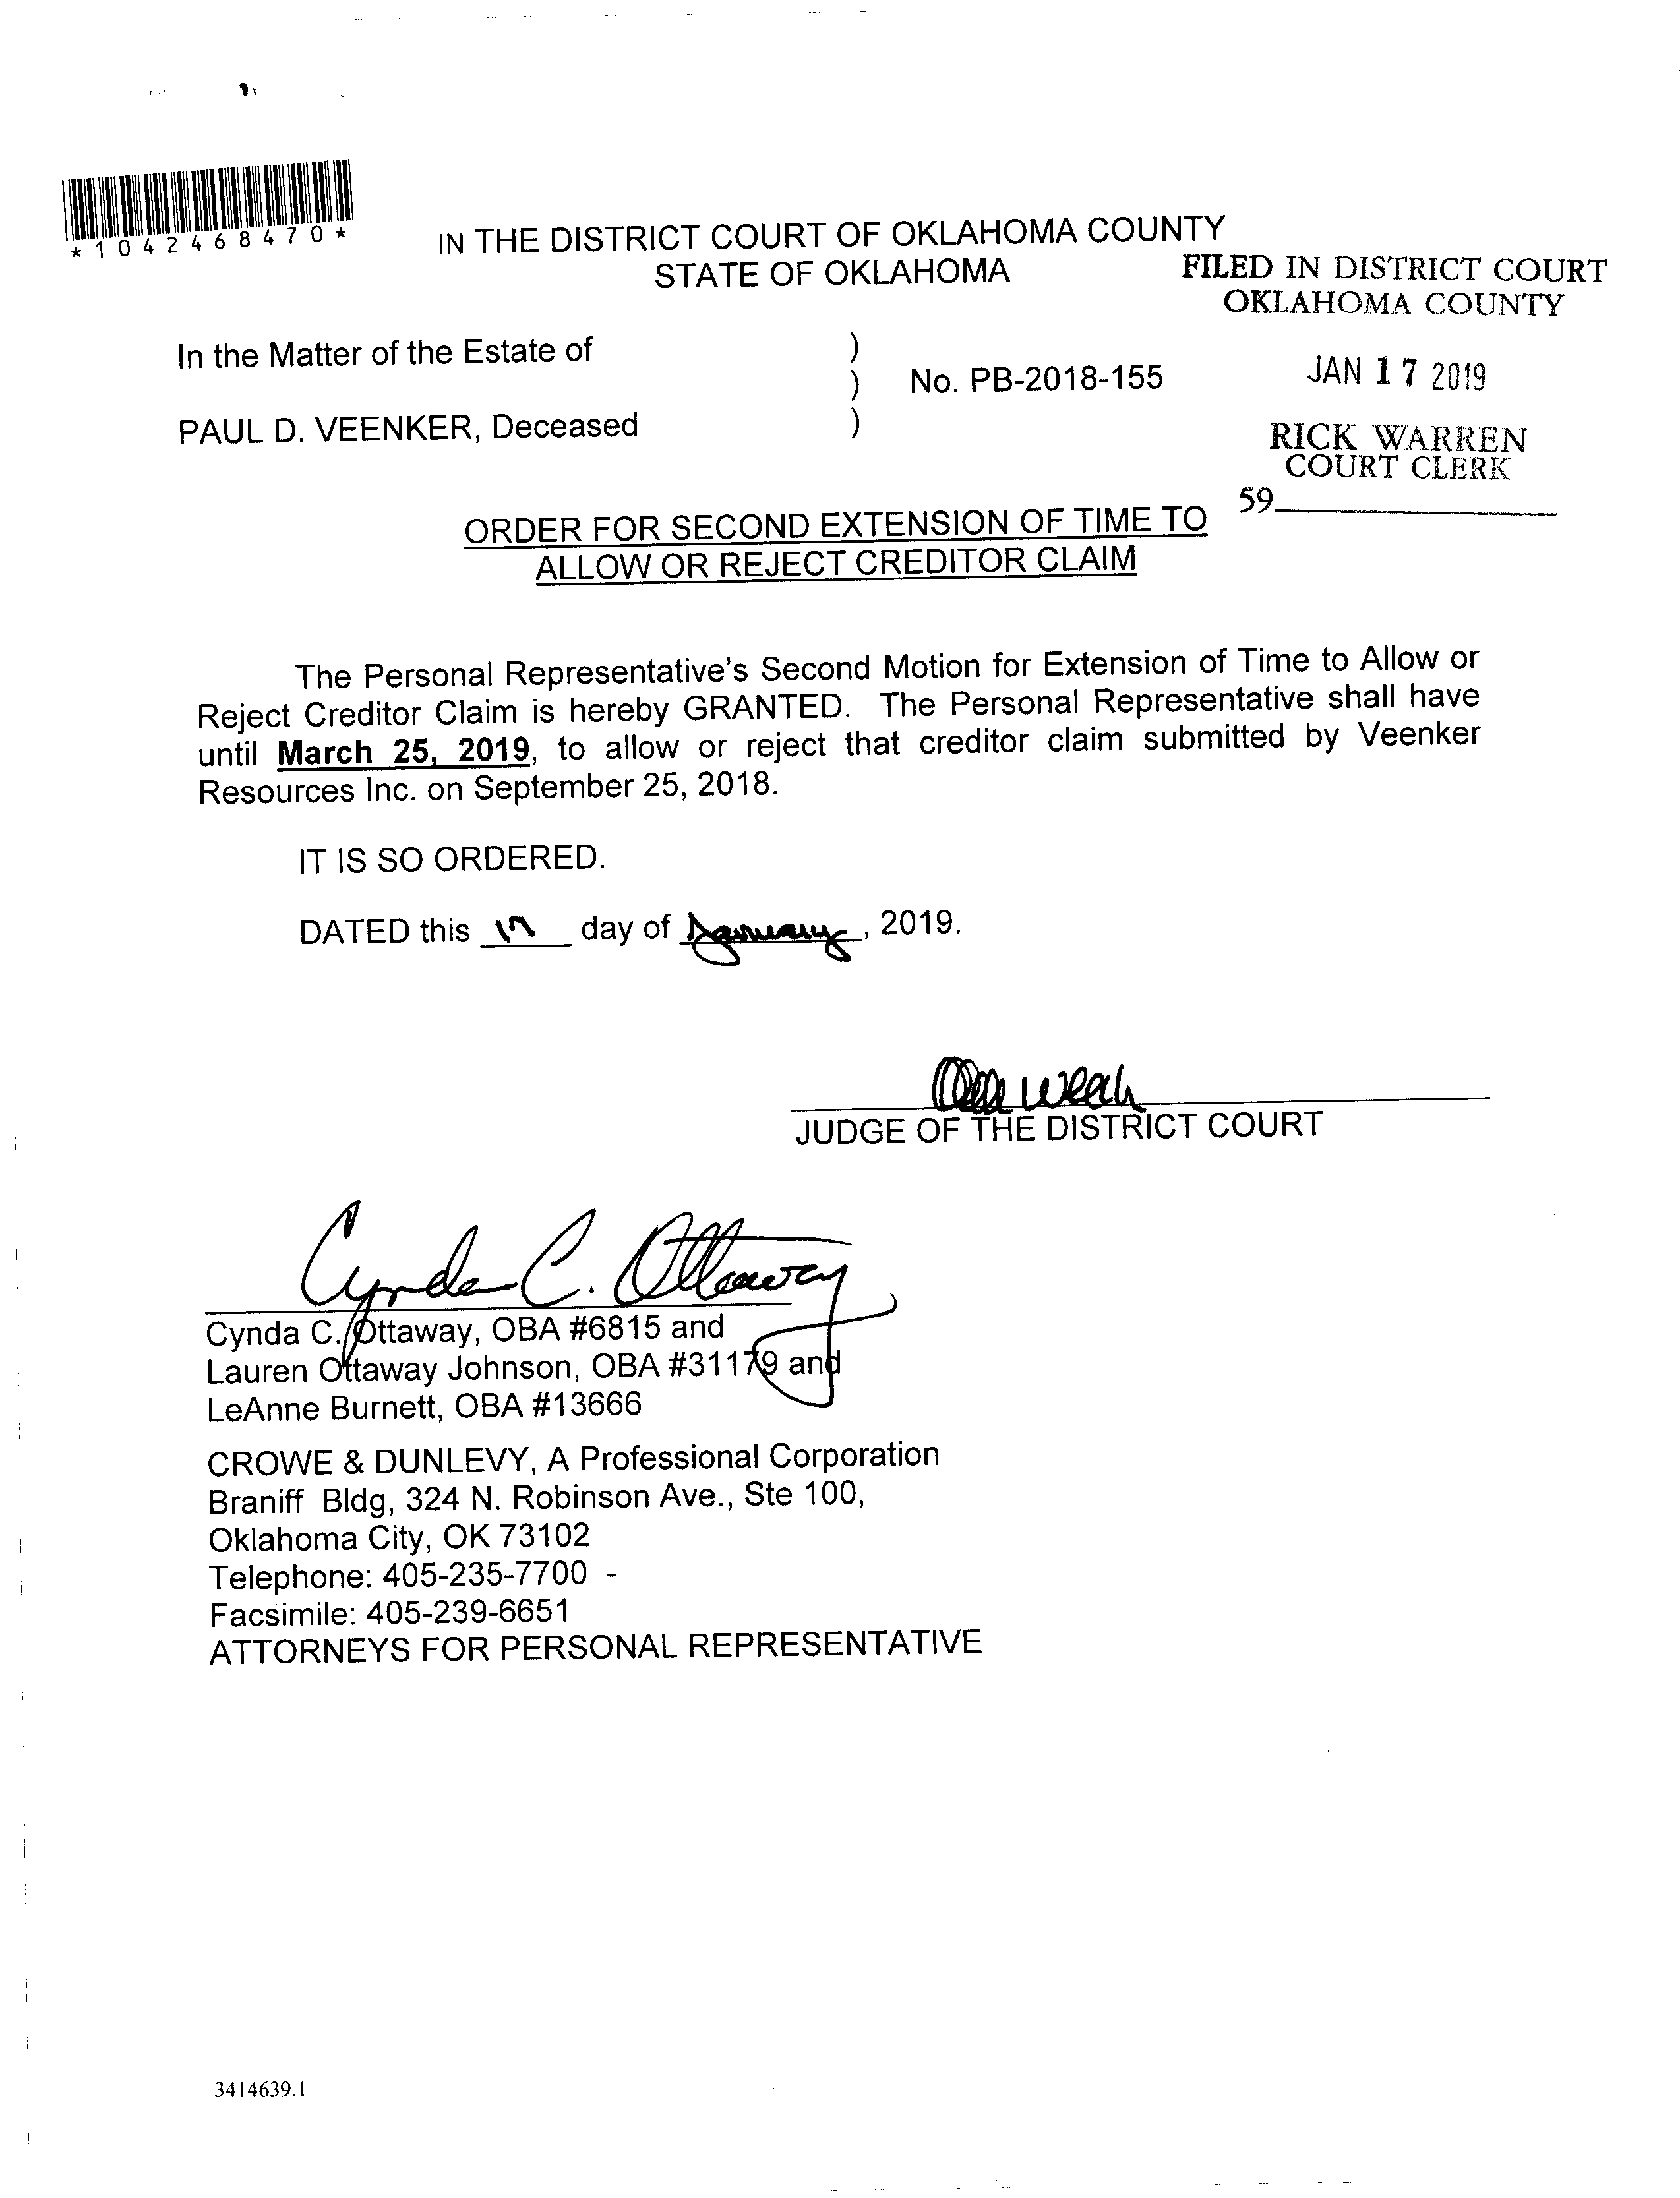 *1042468470*
IN THE DISTRICT COURT OF OKLAHOMA COUNTY
STATE OF OKLAHOMA
FILED IN DISTRICT COURT
OKLAHOMA COUNTY
In the Matter of the Estate of )
) No. PB-2018-155
JAN 17 2019
PAUL D. VEENKER, Deceased )
RICK WARREN
COURT CLERK
59
ORDER FOR SECOND EXTENSION OF TIME TO
ALLOW OR REJECT CREDITOR CLAIM
The Personal Representative's Second Motion for Extension of Time to Allow or
Reject Creditor Claim is hereby GRANTED. The Personal Representative shall have
until March 25, 2019, to allow or reject that creditor claim submitted by Veenker
Resources Inc. on September 25, 2018.
IT IS SO ORDERED.
DATED this 17 day of January, 2019.
JUDGE OF THE DISTRICT COURT
Cynda C. Ottaway
Cynda C. Ottaway, OBA #6815 and
Lauren Ottaway Johnson, OBA #31179 and
LeAnne Burnett, OBA #13666
CROWE & DUNLEVY, A Professional Corporation
Braniff Bldg, 324 N. Robinson Ave., Ste 100,
Oklahoma City, OK 73102
Telephone: 405-235-7700 -
Facsimile: 405-239-6651
ATTORNEYS FOR PERSONAL REPRESENTATIVE
3414639.1